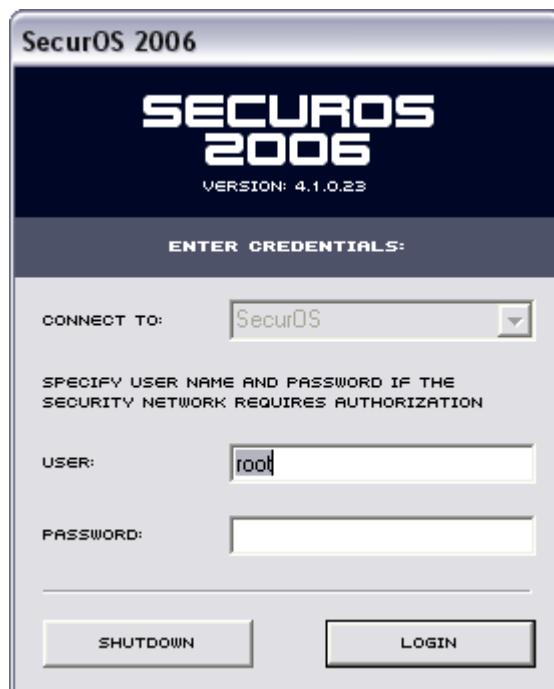 SecurOS 2006
SECUROS
2006
VERSION: 4.1.0.23
ENTER CREDENTIALS:
CONNECT TO: SecurOS
SPECIFY USER NAME AND PASSWORD IF THE
SECURITY NETWORK REQUIRES AUTHORIZATION
USER: root
PASSWORD:
SHUTDOWN LOGIN